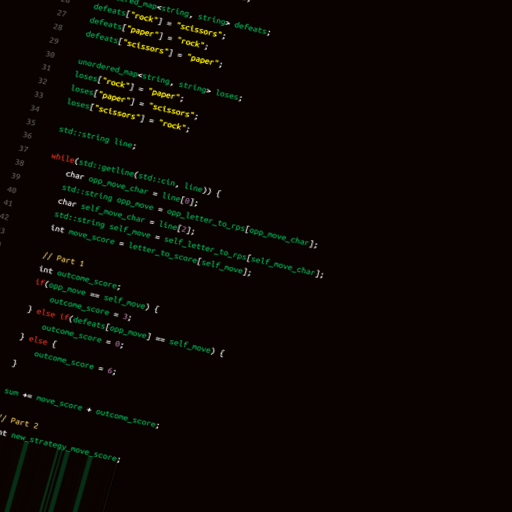 string, string> defeats;
27 defeats["rock"] = "scissors";
28 defeats["paper"] = "rock";
29 defeats["scissors"] = "paper";
30
31 unordered_map<string, string> loses;
32 loses["rock"] = "paper";
33 loses["paper"] = "scissors";
34 loses["scissors"] = "rock";
35
36 std::string line;
37
38 while(std::getline(std::cin, line)) {
39 char opp_move_char = line[0];
40 std::string opp_move = opp_letter_to_rps[opp_move_char];
41 char self_move_char = line[2];
42 std::string self_move = self_letter_to_rps[self_move_char];
int move_score = letter_to_score[self_move];
// Part 1
int outcome_score;
if(opp_move == self_move) {
outcome_score = 3;
} else if(defeats[opp_move] == self_move) {
outcome_score = 0;
} else {
outcome_score = 6;
}
sum += move_score + outcome_score;
// Part 2
new_strategy_move_score;